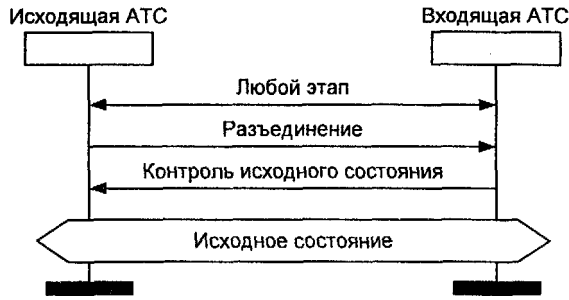 Исходящая АТС
Входящая АТС
Любой этап
Разъединение
Контроль исходного состояния
Исходное состояние